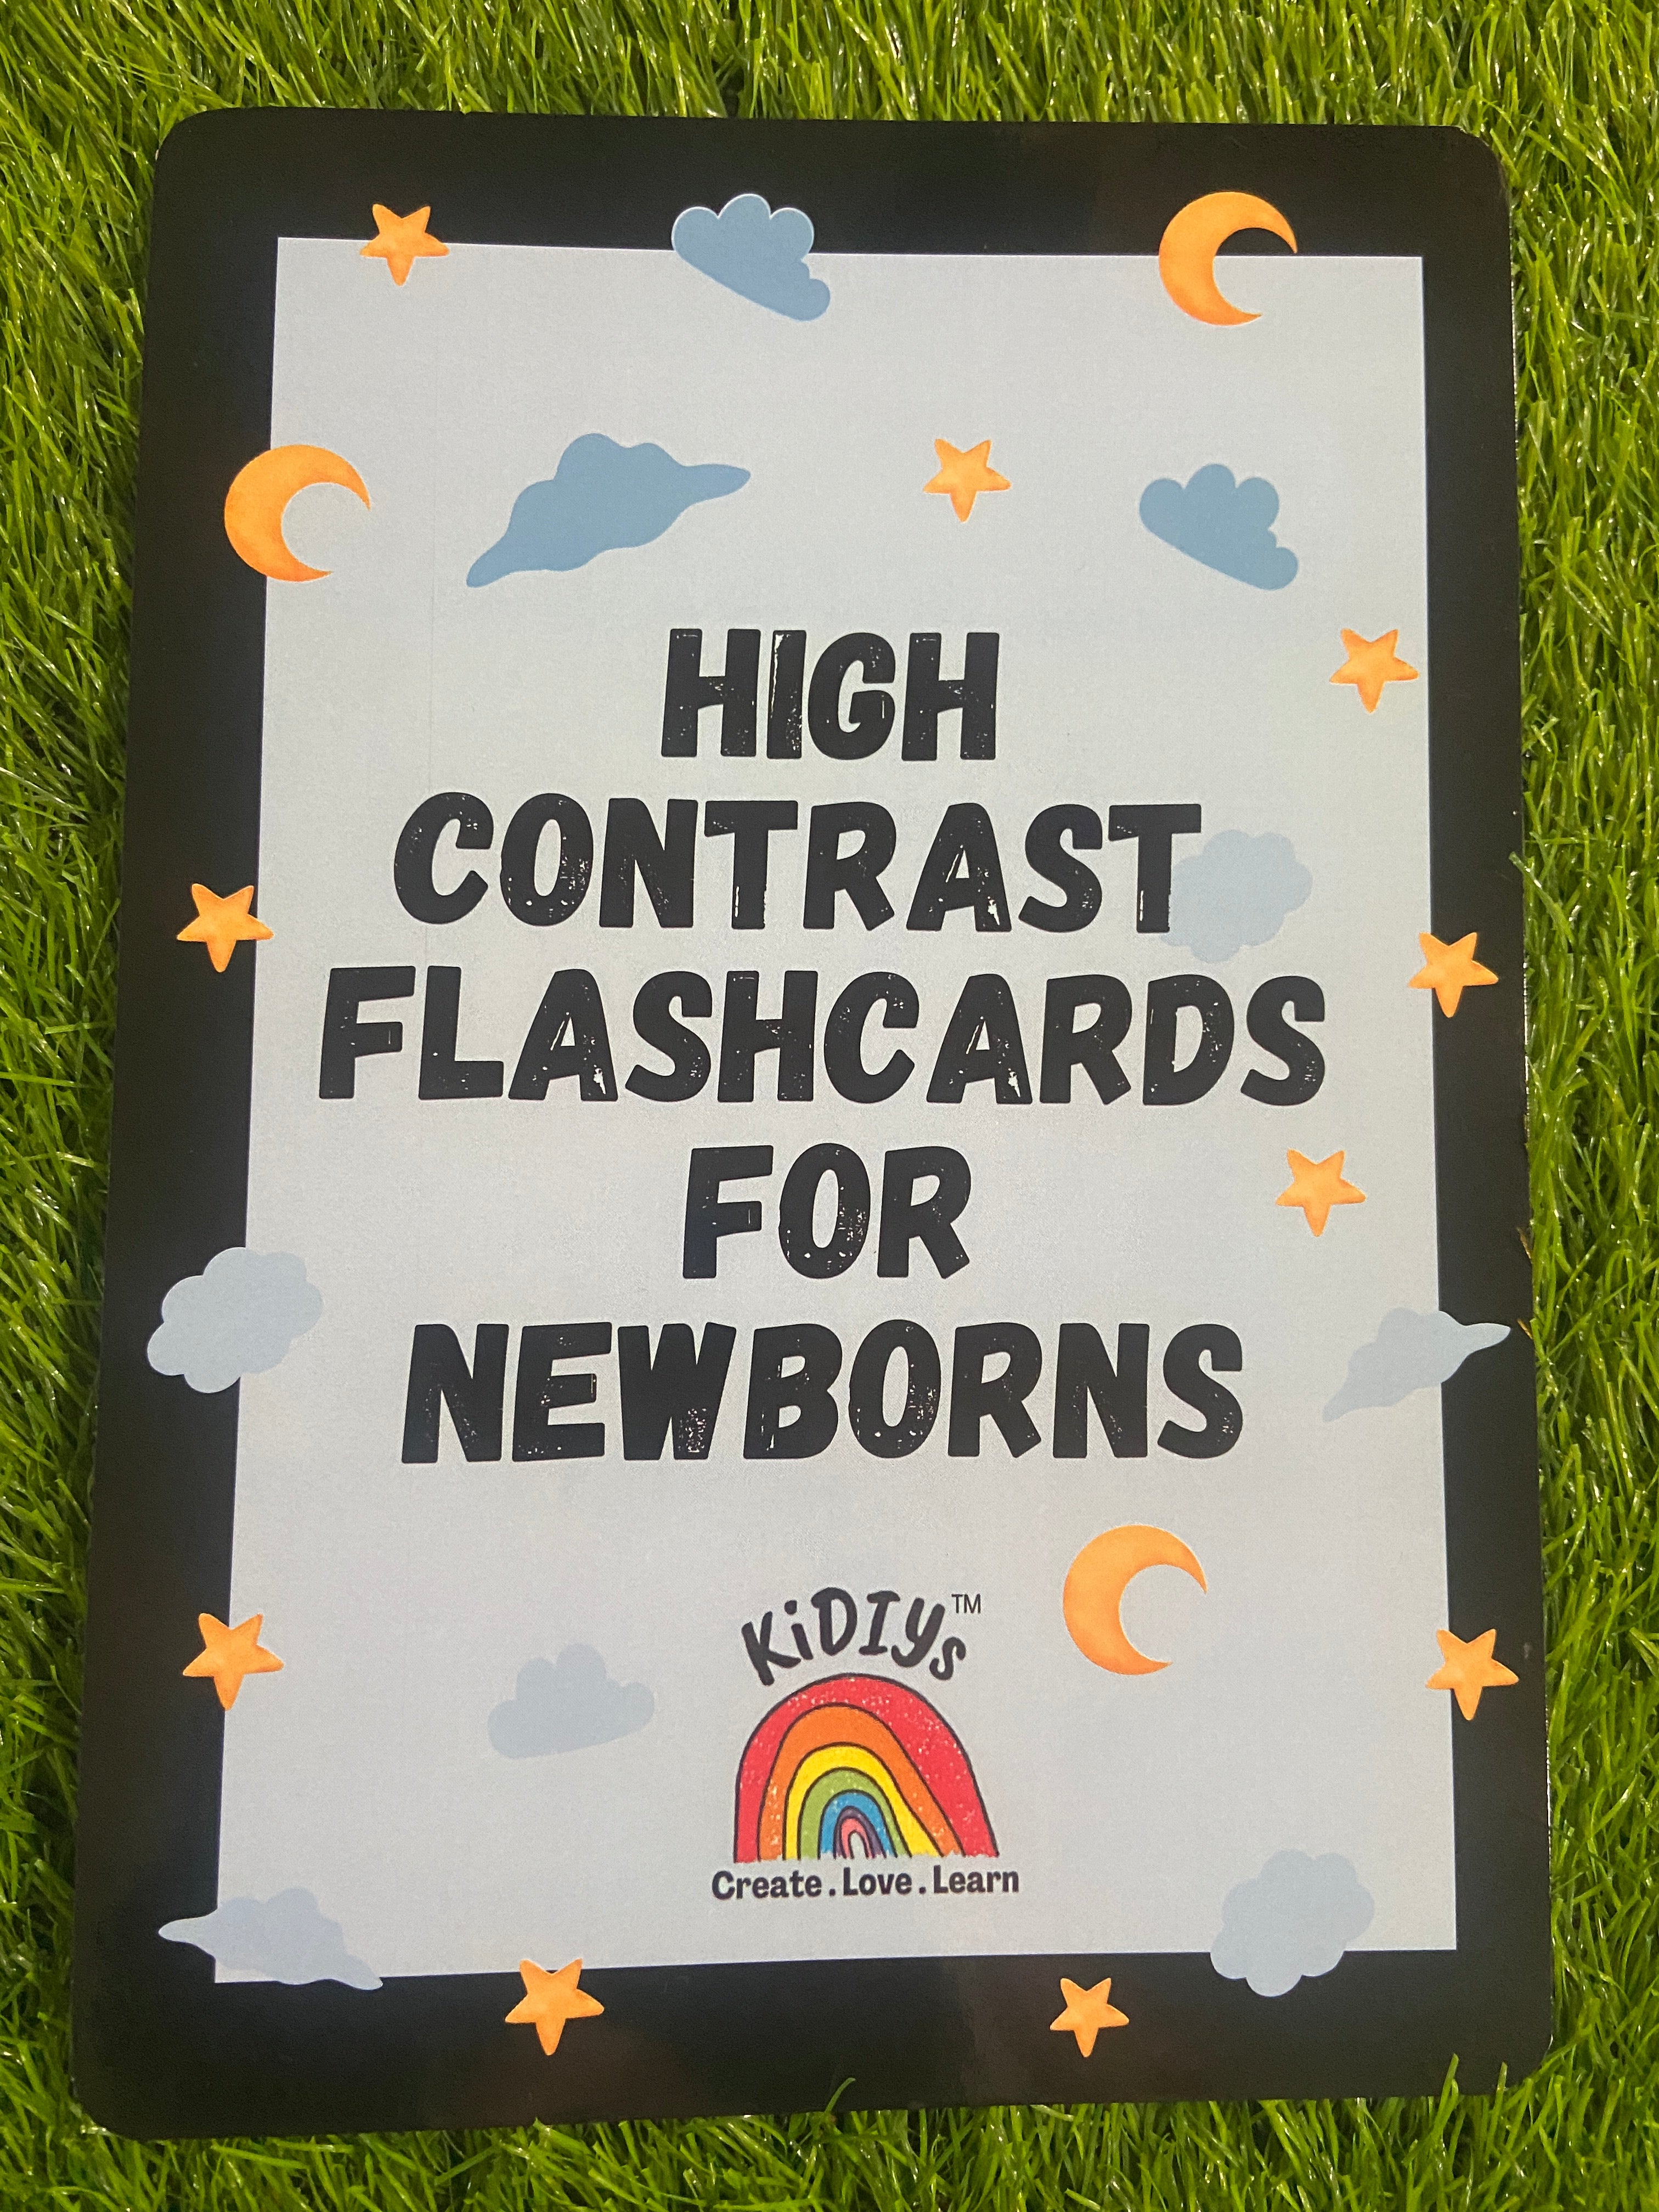 HIGH
CONTRAST
FLASHCARDS
FOR
NEWBORNS
KiDIYs™
Create.Love.Learn